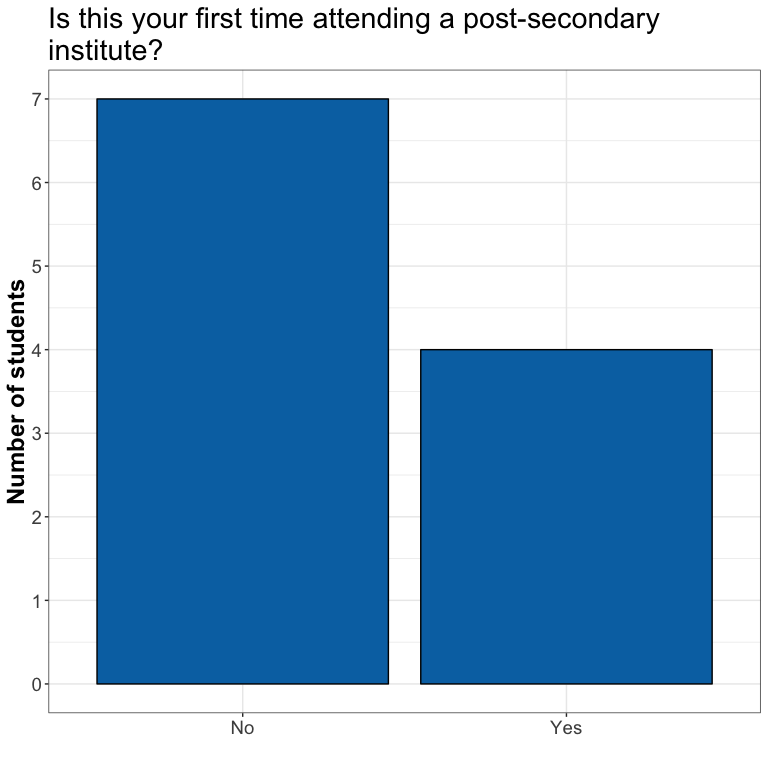 Is this your first time attending a post-secondary
institute?
7
6
5
4
3
2
1
0
Number of students
No
Yes